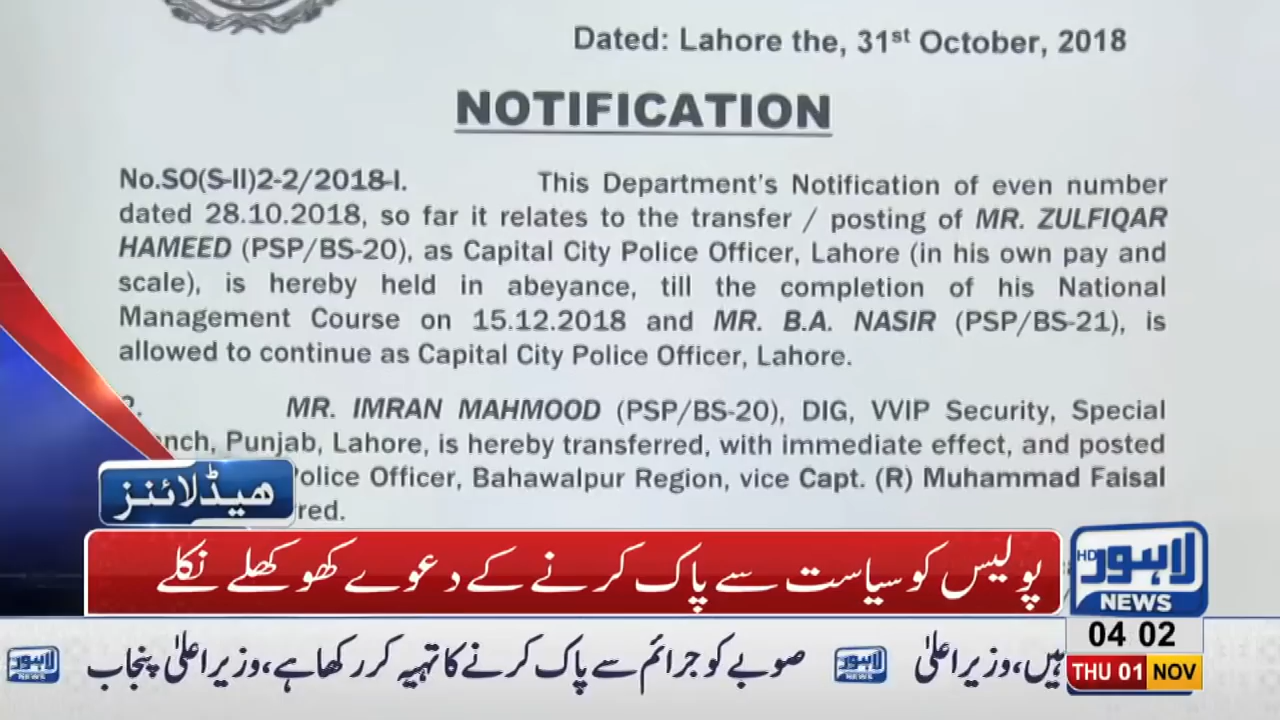 Dated: Lahore the, 31st October, 2018
NOTIFICATION
No.SO(S-II)2-2/2018-I. This Department's Notification of even number
dated 28.10.2018, so far it relates to the transfer / posting of MR. ZULFIQAR
HAMEED (PSP/BS-20), as Capital City Police Officer, Lahore (in his own pay and
scale), is hereby held in abeyance, till the completion of his National
Management Course on 15.12.2018 and MR. B.A. NASIR (PSP/BS-21), is
allowed to continue as Capital City Police Officer, Lahore.
2. MR. IMRAN MAHMOOD (PSP/BS-20), DIG, VVIP Security, Special
nch, Punjab, Lahore, is hereby transferred, with immediate effect, and posted
olice Officer, Bahawalpur Region, vice Capt. (R) Muhammad Faisal
rred.
ہیڈلائنز
پولیس کو سیاست سے پاک کرنے کے دعوے کھوکھلے نکلے
لاہور HD
NEWS
04 02
THU 01 NOV
ہیں، وزیراعلیٰ لاہور NEWS صوبے کو جرائم سے پاک کرنے کا تہیہ کر رکھا ہے، وزیراعلیٰ پنجاب لاہور NEWS